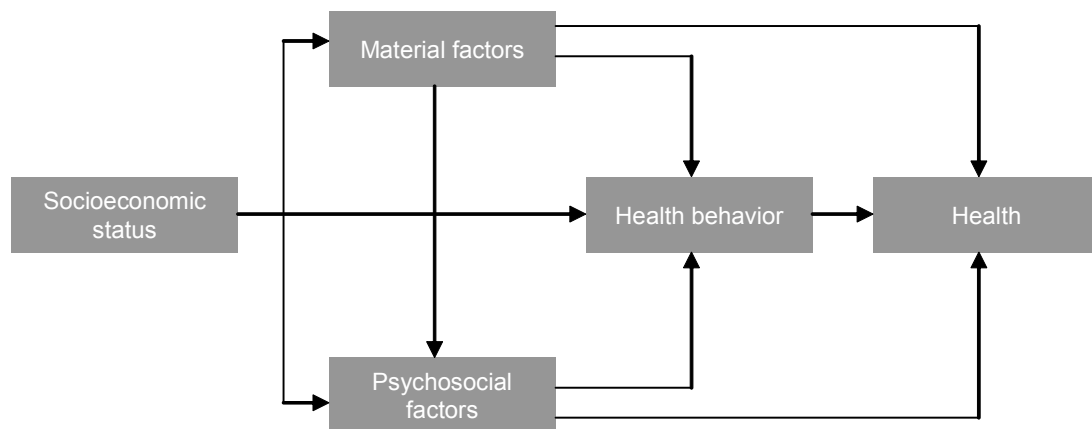 Material factors
Socioeconomic
status
Health behavior
Health
Psychosocial
factors